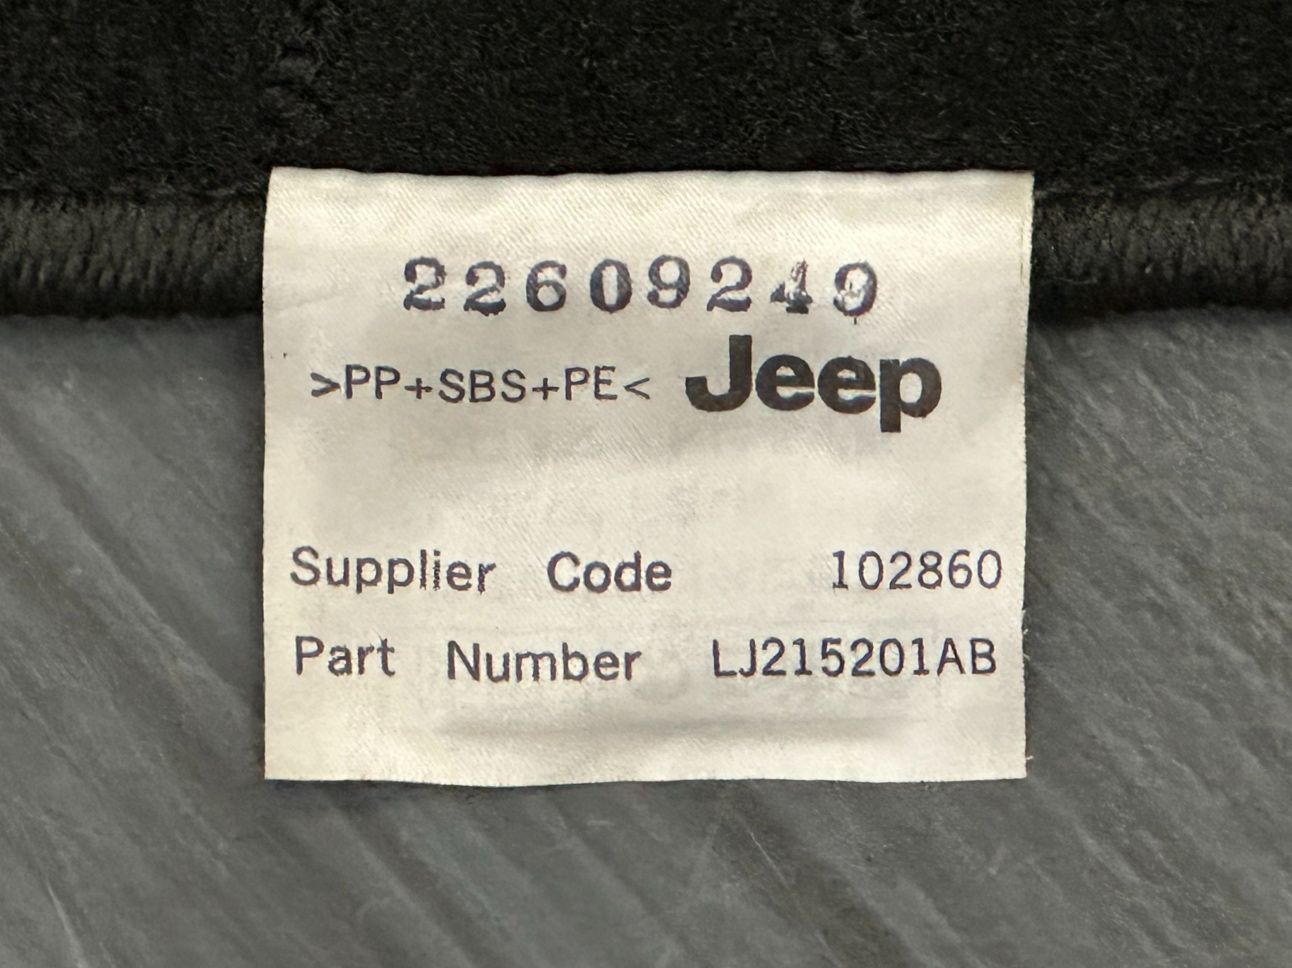 22609249
>PP+SBS+PE< Jeep
Supplier Code 102860
Part Number LJ215201AB